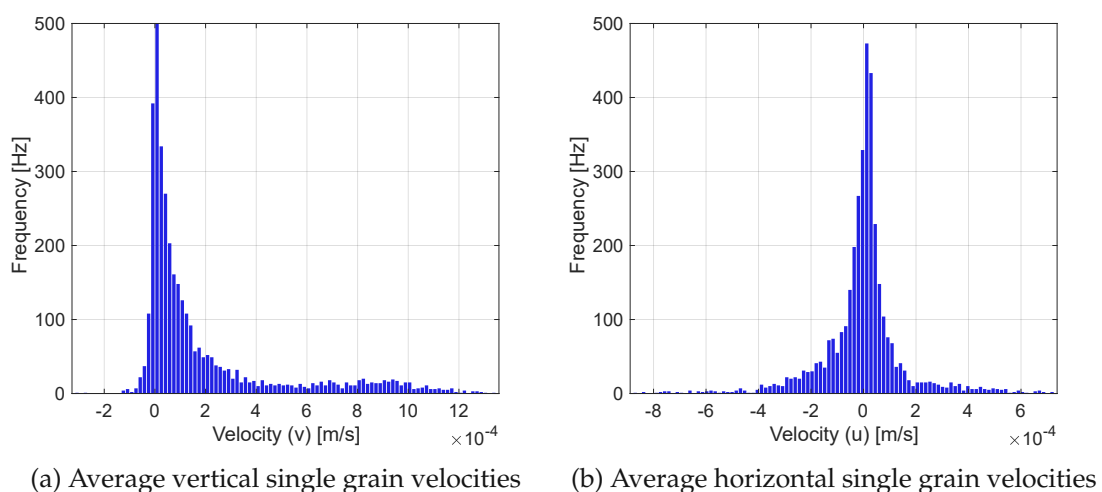 500
400
300
200
100
0
Frequency [Hz]
-2 0 2 4 6 8 10 12
Velocity (v) [m/s]
×10⁻⁴
(a) Average vertical single grain velocities
500
400
300
200
100
0
Frequency [Hz]
-8 -6 -4 -2 0 2 4 6
Velocity (u) [m/s]
×10⁻⁴
(b) Average horizontal single grain velocities